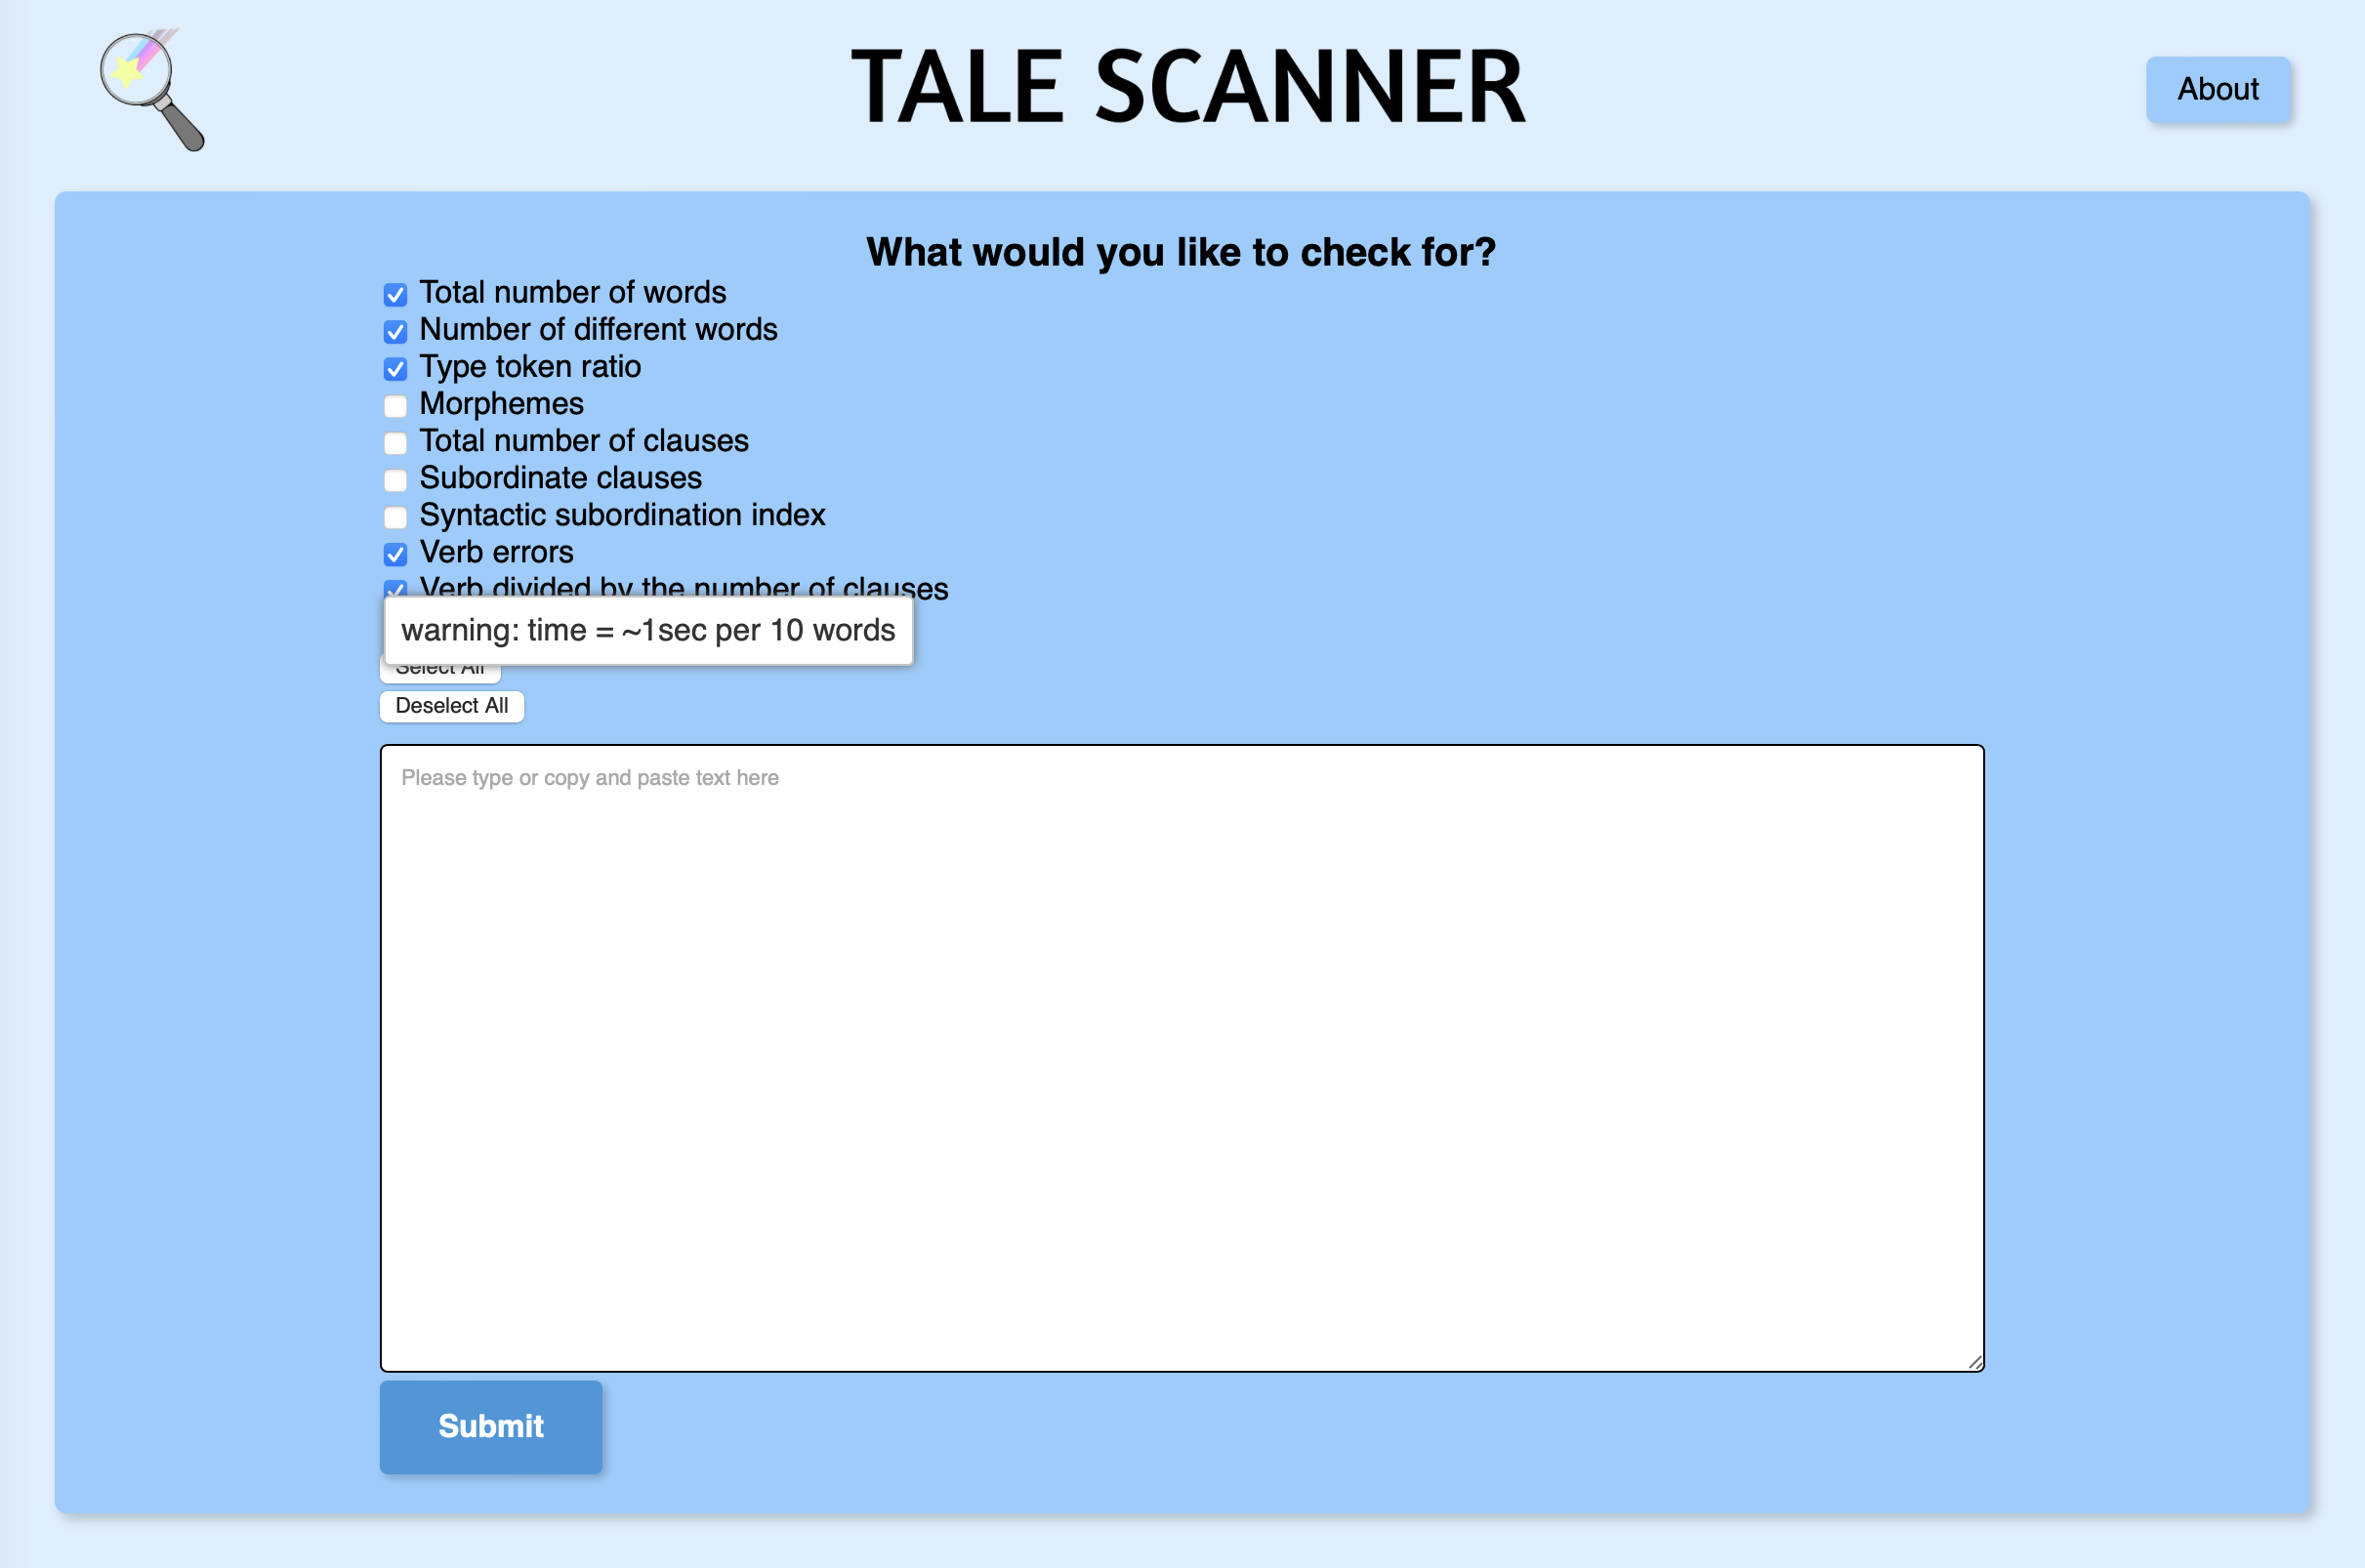 TALE SCANNER
About
What would you like to check for?
Total number of words
Number of different words
Type token ratio
Morphemes
Total number of clauses
Subordinate clauses
Syntactic subordination index
Verb errors
Verb divided by the number of clauses
warning: time = ~1sec per 10 words
Select All
Deselect All
Please type or copy and paste text here
Submit